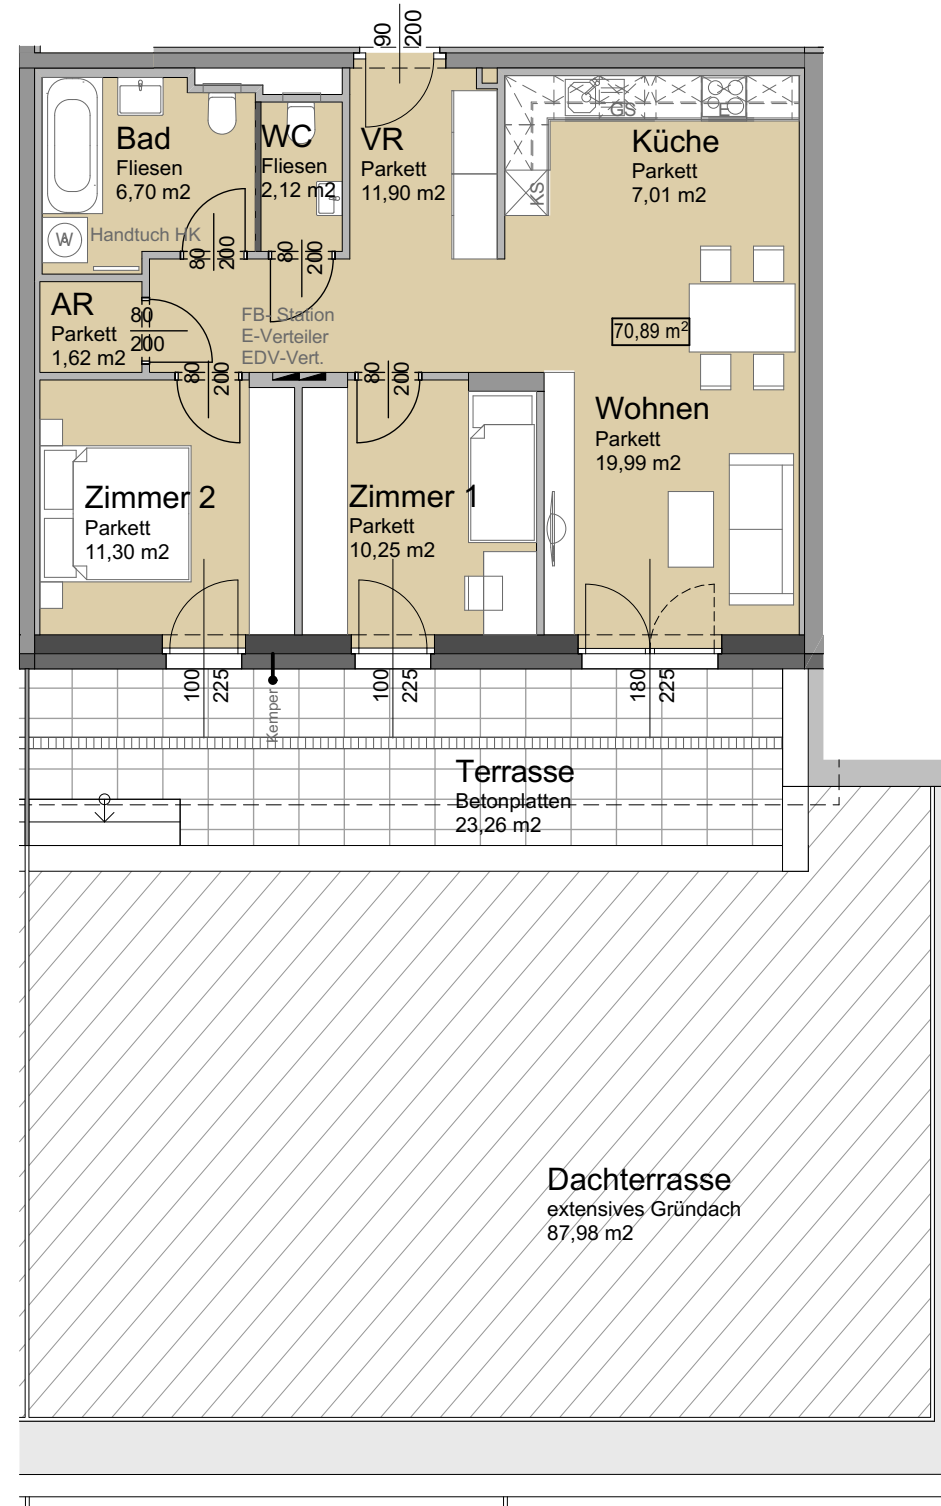 90
200
Bad
Fliesen
6,70 m2
WC
Fliesen
2,12 m2
VR
Parkett
11,90 m2
GS
E
Küche
Parkett
7,01 m2
KS
WA
Handtuch HK
80
200
80
200
AR
Parkett
1,62 m2
80
200
FB- Station
E-Verteiler
EDV-Vert.
70,89 m²
80
200
80
200
Wohnen
Parkett
19,99 m2
Zimmer 2
Parkett
11,30 m2
Zimmer 1
Parkett
10,25 m2
100
225
Kemper
100
225
180
225
Terrasse
Betonplatten
23,26 m2
Dachterrasse
extensives Gründach
87,98 m2